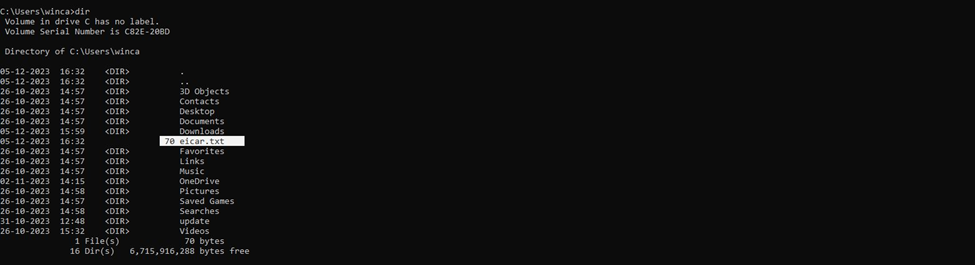 C:\Users\winca>dir
 Volume in drive C has no label.
 Volume Serial Number is C82E-20BD
 Directory of C:\Users\winca
05-12-2023  16:32    <DIR>          .
05-12-2023  16:32    <DIR>          ..
26-10-2023  14:57    <DIR>          3D Objects
26-10-2023  14:57    <DIR>          Contacts
26-10-2023  14:57    <DIR>          Desktop
26-10-2023  14:57    <DIR>          Documents
05-12-2023  15:59    <DIR>          Downloads
05-12-2023  16:32                70 eicar.txt
26-10-2023  14:57    <DIR>          Favorites
26-10-2023  14:57    <DIR>          Links
26-10-2023  14:57    <DIR>          Music
02-11-2023  14:15    <DIR>          OneDrive
26-10-2023  14:58    <DIR>          Pictures
26-10-2023  14:57    <DIR>          Saved Games
26-10-2023  14:58    <DIR>          Searches
31-10-2023  12:48    <DIR>          update
26-10-2023  15:32    <DIR>          Videos
               1 File(s)             70 bytes
              16 Dir(s)   6,715,916,288 bytes free